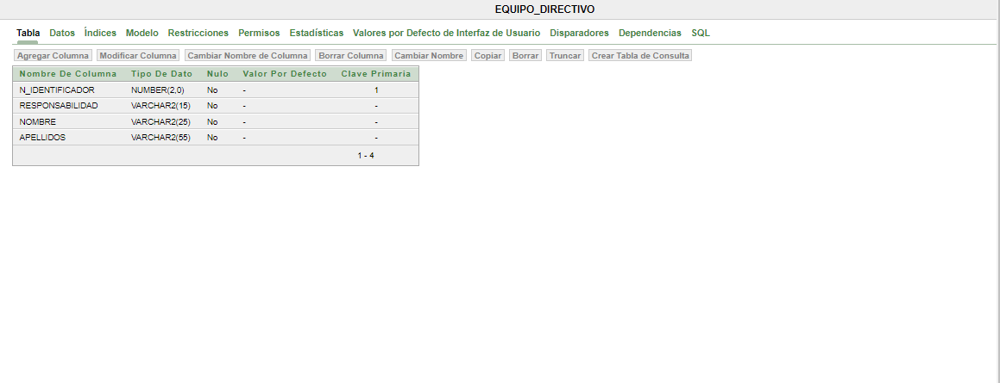 EQUIPO_DIRECTIVO
Tabla Datos Índices Modelo Restricciones Permisos Estadísticas Valores por Defecto de Interfaz de Usuario Disparadores Dependencias SQL
Agregar Columna Modificar Columna Cambiar Nombre de Columna Borrar Columna Cambiar Nombre Copiar Borrar Truncar Crear Tabla de Consulta
Nombre De Columna Tipo De Dato Nulo Valor Por Defecto Clave Primaria
N_IDENTIFICADOR NUMBER(2,0) No - 1
RESPONSABILIDAD VARCHAR2(15) No - -
NOMBRE VARCHAR2(25) No - -
APELLIDOS VARCHAR2(55) No - -
1 - 4